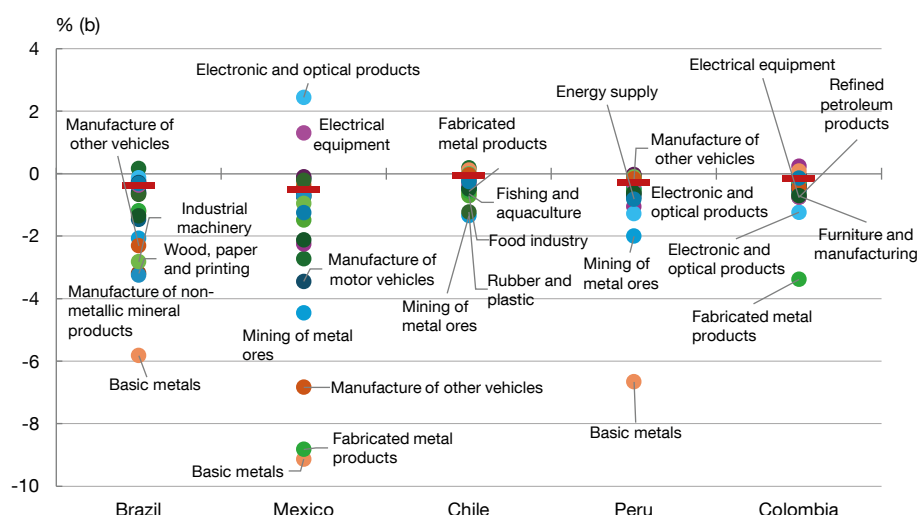 % (b)
4
2
0
-2
-4
-6
-8
-10
Manufacture of
other vehicles
Industrial
machinery
Wood, paper
and printing
Manufacture of non-
metallic mineral
products
Basic metals
Electronic and optical products
Electrical
equipment
Manufacture of
motor vehicles
Mining of metal
ores
Manufacture of other vehicles
Fabricated metal
products
Basic metals
Fabricated
metal products
Fishing and
aquaculture
Food industry
Mining of
metal ores
Rubber and
plastic
Energy supply
Manufacture of
other vehicles
Electronic and
optical products
Mining of
metal ores
Basic metals
Electrical equipment
Refined
petroleum
products
Electronic and
optical products
Furniture and
manufacturing
Fabricated metal
products
Brazil
Mexico
Chile
Peru
Colombia